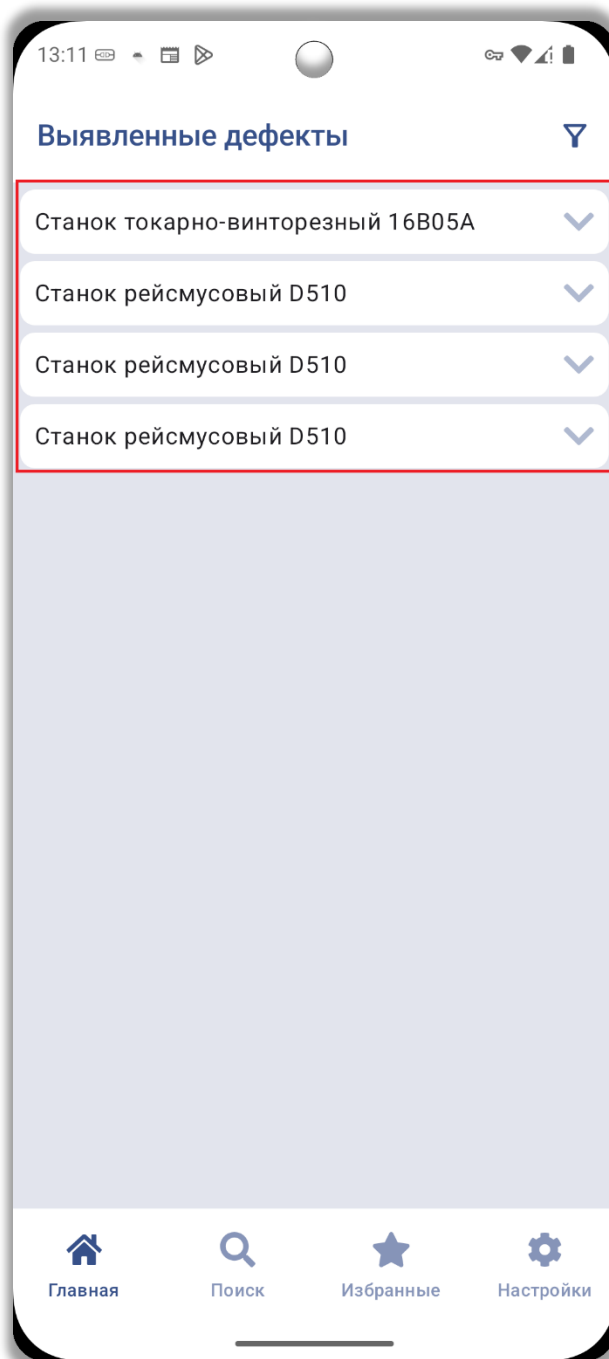 13:11
Выявленные дефекты
Станок токарно-винторезный 16В05А
Станок рейсмусовый D510
Станок рейсмусовый D510
Станок рейсмусовый D510
Главная
Поиск
Избранные
Настройки